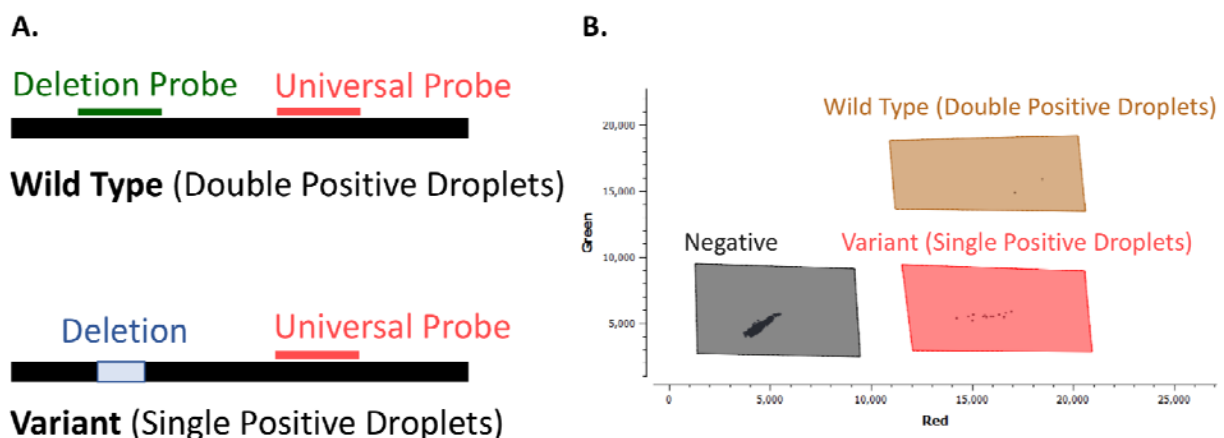 A.
Deletion Probe Universal Probe
Wild Type (Double Positive Droplets)
Deletion Universal Probe
Variant (Single Positive Droplets)
B.
Wild Type (Double Positive Droplets)
20,000
15,000
Green
Negative Variant (Single Positive Droplets)
10,000
5,000
0 5,000 10,000 15,000 20,000 25,000
Red